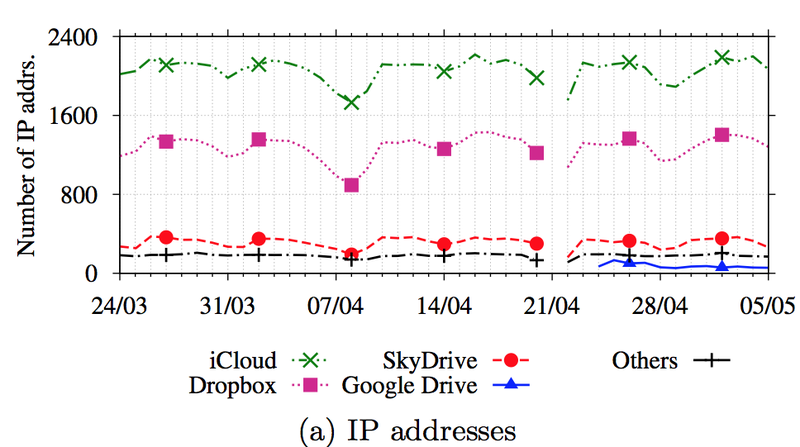 2400
1600
800
0
Number of IP addrs.
24/03 31/03 07/04 14/04 21/04 28/04 05/05
iCloud SkyDrive Others
Dropbox Google Drive
(a) IP addresses